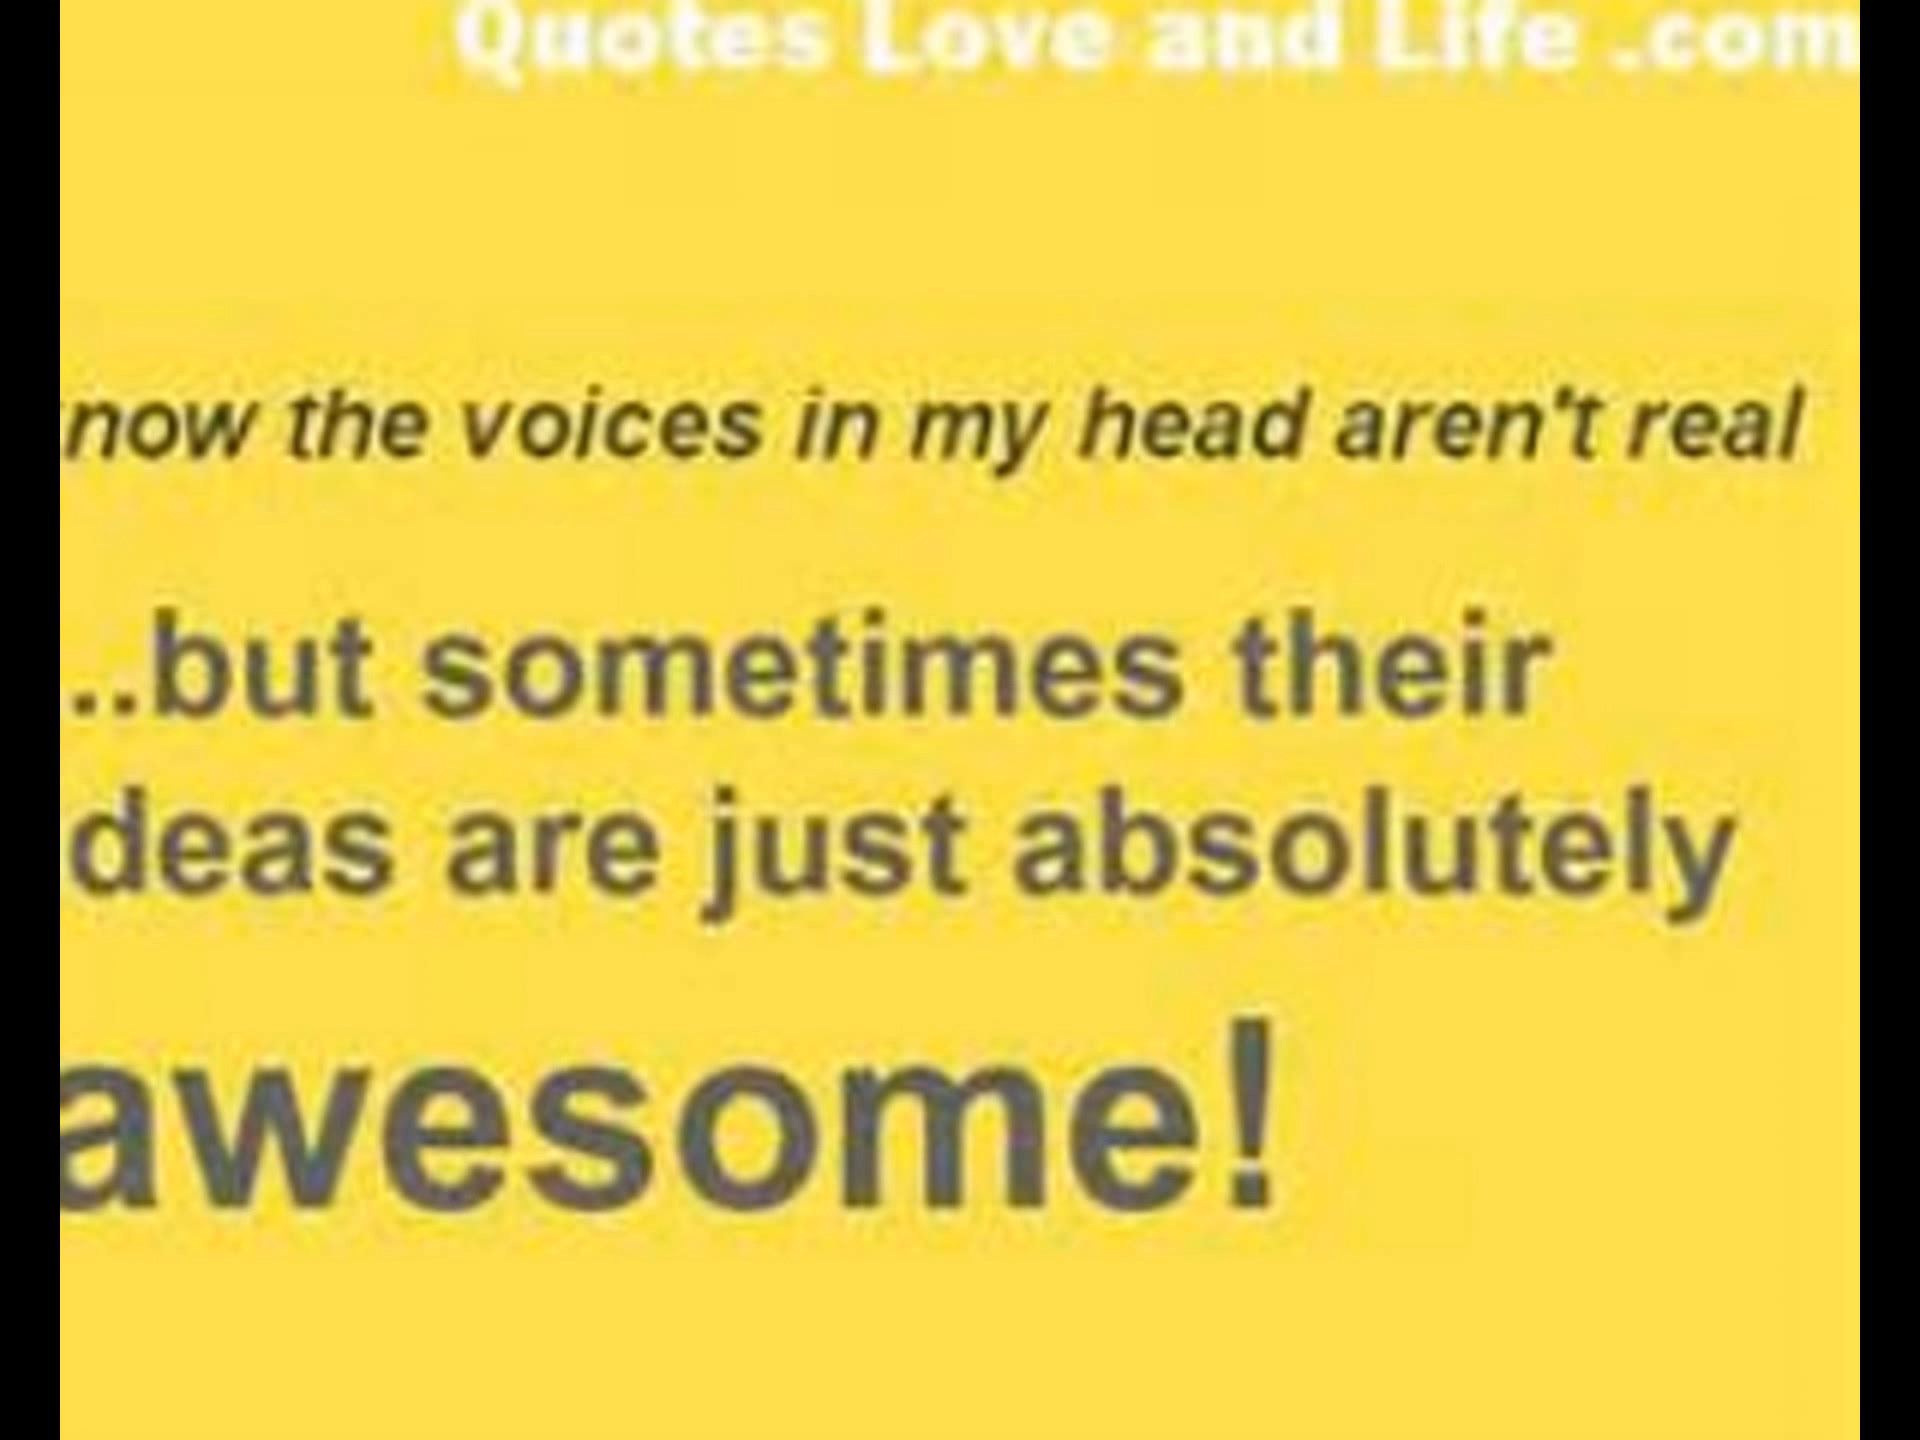 Quotes Love and Life .com
now the voices in my head aren't real
..but sometimes their
deas are just absolutely
awesome!